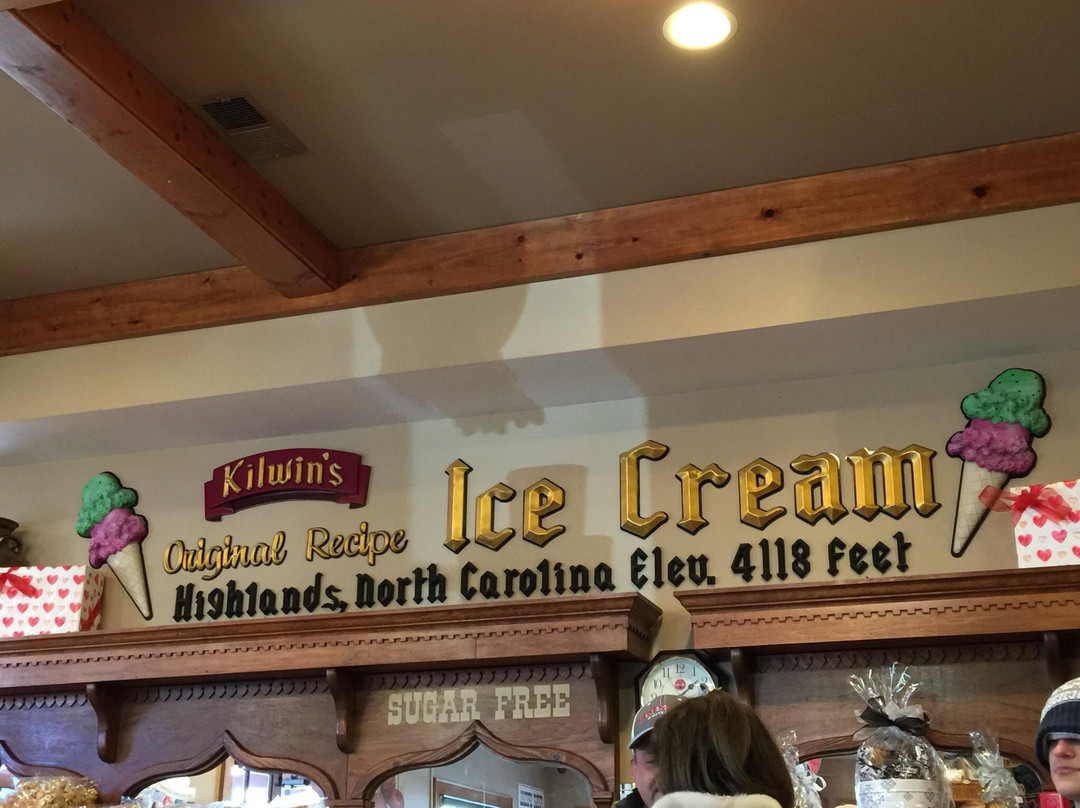 Kilwin's
Original Recipe
Ice Cream
Highlands, North Carolina Elev. 4118 Feet
SUGAR FREE